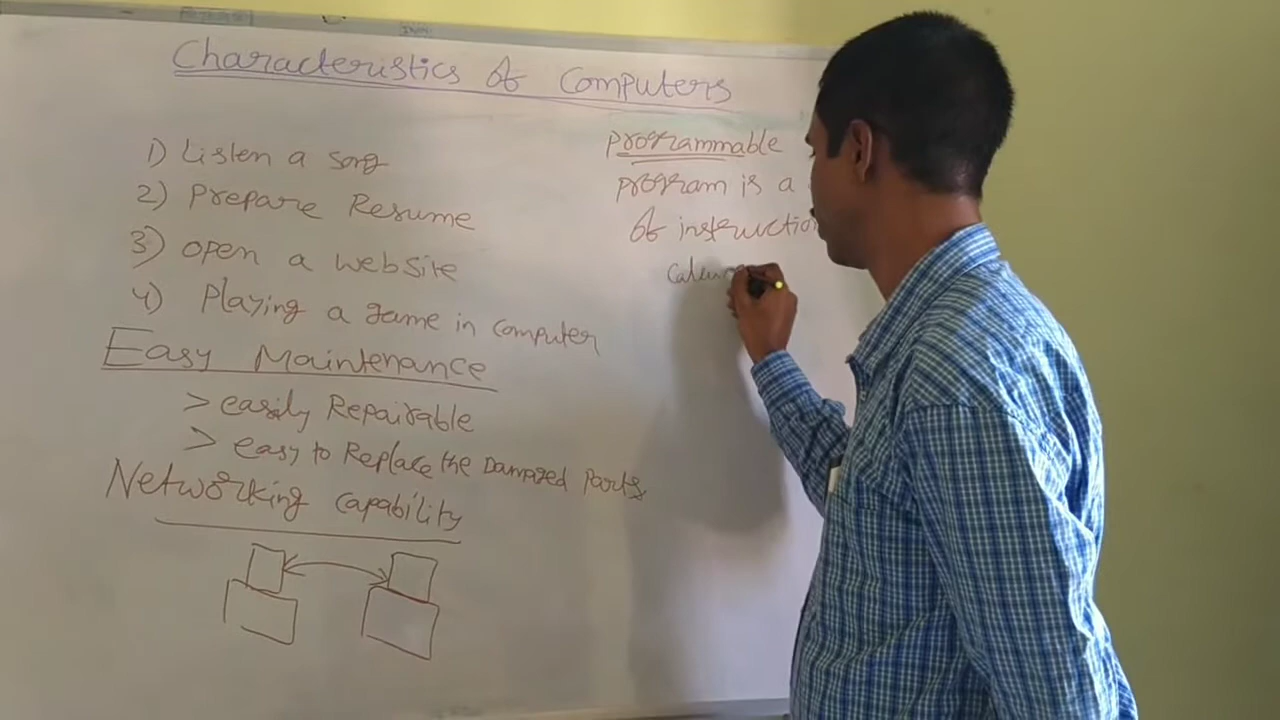 Characteristics of Computers
1) Listen a song
2) Prepare Resume
3) open a website
4) Playing a game in computer
Easy Maintenance
> easily Repairable
> easy to Replace the Damaged parts
Networking capability
programmable
program is a
of instruction